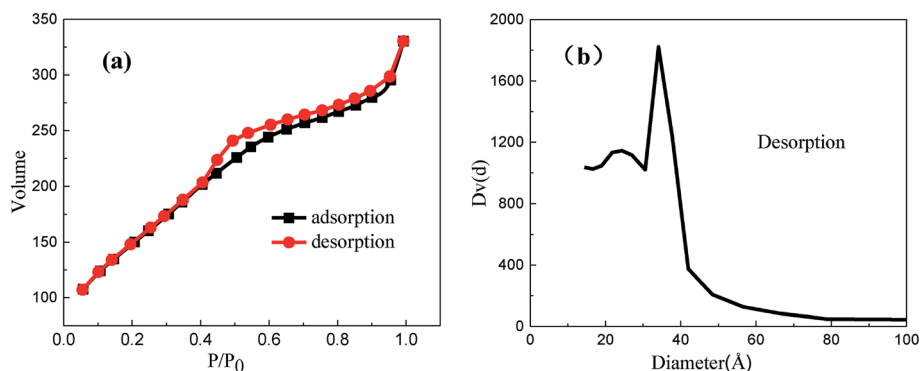 (a)
Volume
350
300
250
200
150
100
0.0 0.2 0.4 0.6 0.8 1.0
P/P0
adsorption
desorption
(b)
Dv(d)
2000
1600
1200
800
400
0
0 20 40 60 80 100
Diameter(Å)
Desorption